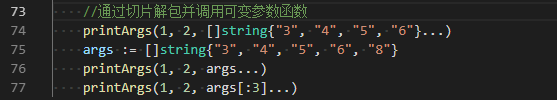 73 //通过切片解包并调用可变参数函数
74 printArgs(1, 2, []string{"3", "4", "5", "6"}...)
75 args := []string{"3", "4", "5", "6", "8"}
76 printArgs(1, 2, args...)
77 printArgs(1, 2, args[:3]...)